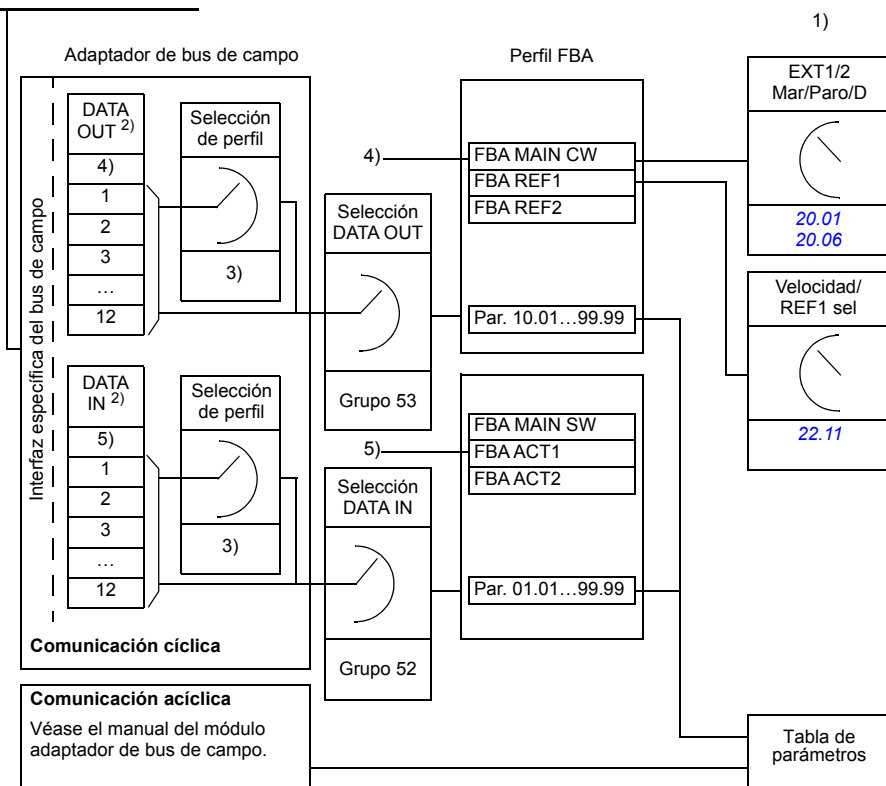 1)
Adaptador de bus de campo
Perfil FBA
Interfaz específica del bus de campo
DATA
OUT 2)
4)
1
2
3
…
12
Selección
de perfil
3)
Selección
DATA OUT
Grupo 53
4)
FBA MAIN CW
FBA REF1
FBA REF2
Par. 10.01…99.99
EXT1/2
Mar/Paro/D
20.01
20.06
Velocidad/
REF1 sel
22.11
DATA
IN 2)
5)
1
2
3
…
12
Selección
de perfil
3)
Selección
DATA IN
Grupo 52
5)
FBA MAIN SW
FBA ACT1
FBA ACT2
Par. 01.01…99.99
Comunicación cíclica
Comunicación acíclica
Véase el manual del módulo
adaptador de bus de campo.
Tabla de
parámetros